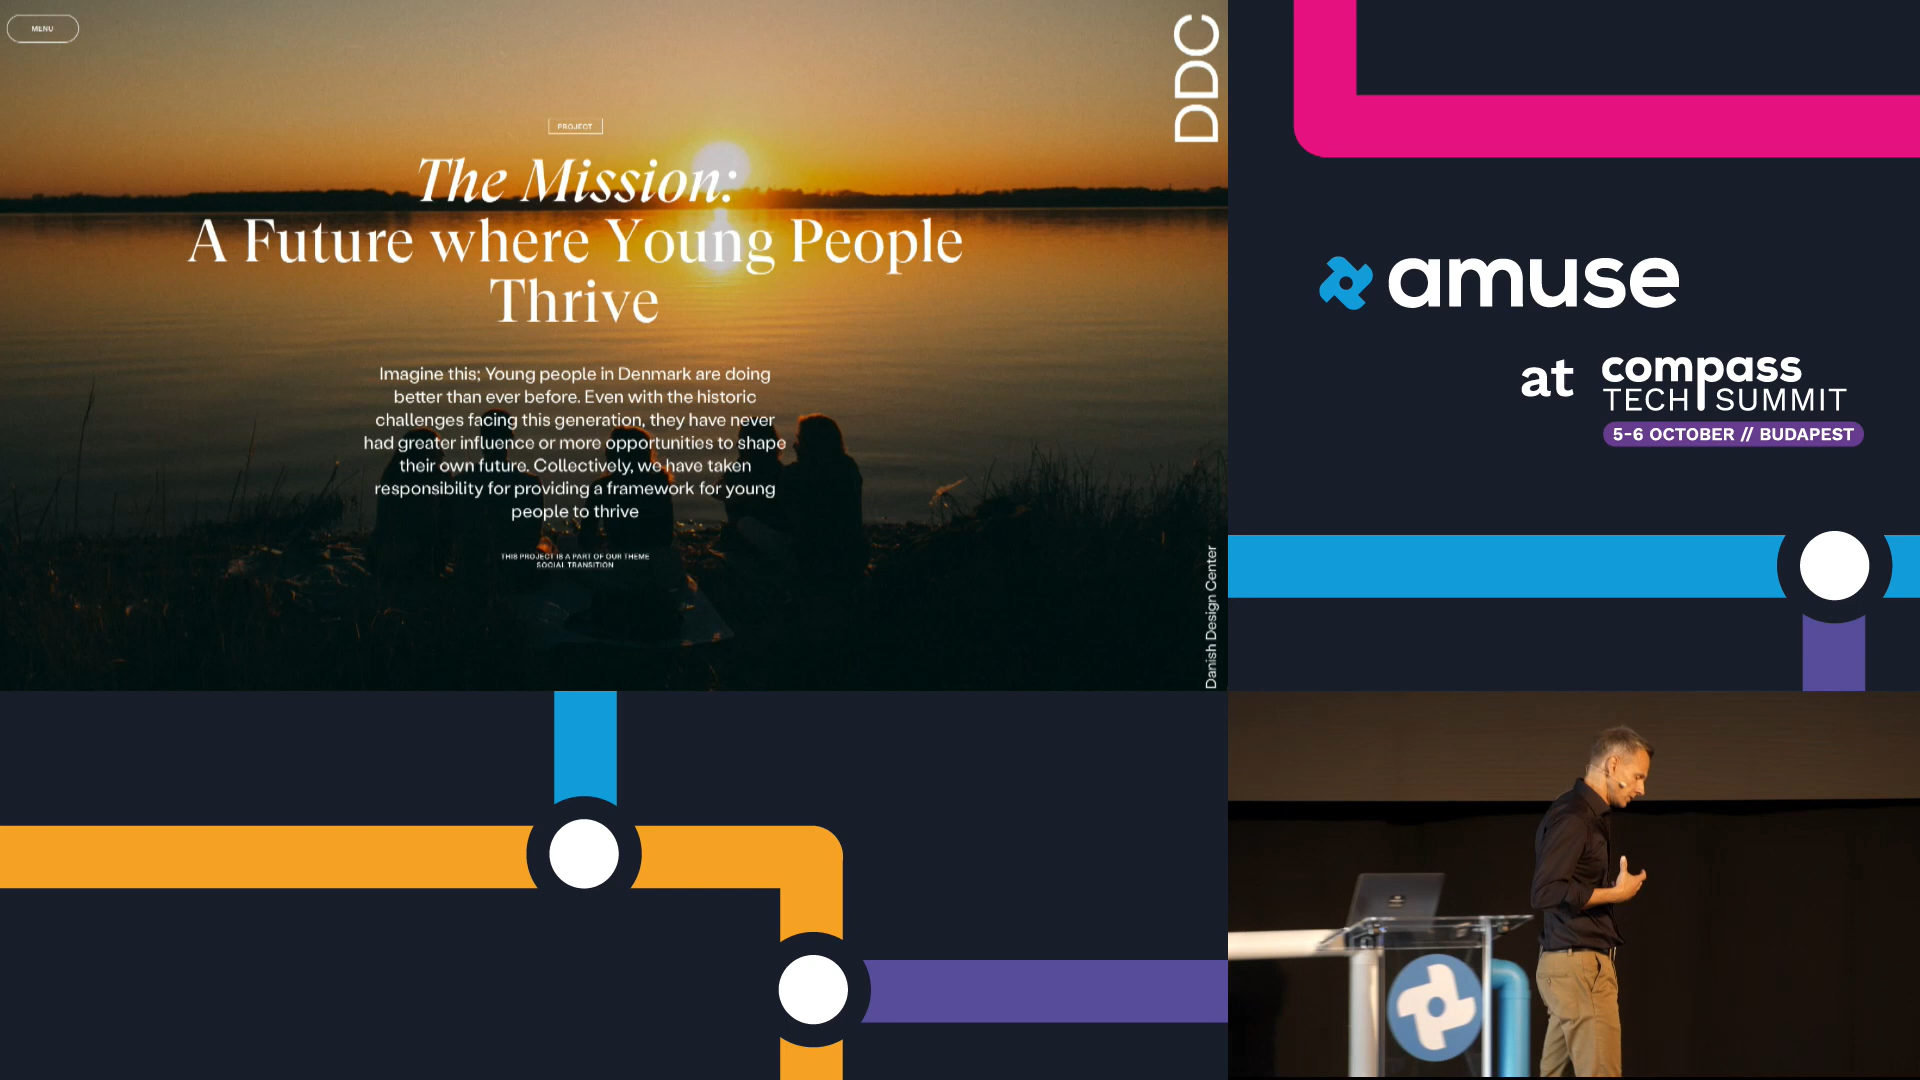 MENU
DDC
PROJECT
The Mission:
A Future where Young People
Thrive
Imagine this; Young people in Denmark are doing
better than ever before. Even with the historic
challenges facing this generation, they have never
had greater influence or more opportunities to shape
their own future. Collectively, we have taken
responsibility for providing a framework for young
people to thrive
THIS PROJECT IS A PART OF OUR THEME
SOCIAL TRANSITION
Danish Design Center
amuse
at compass
TECH SUMMIT
5-6 OCTOBER // BUDAPEST